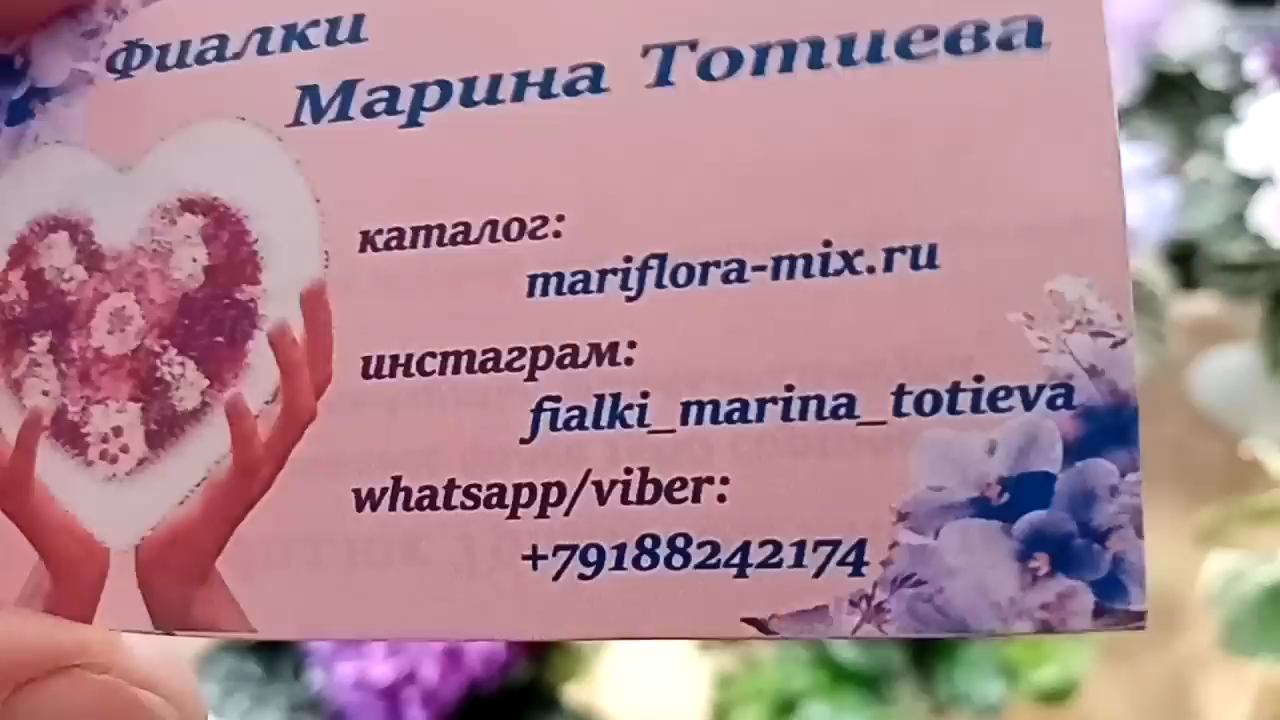 Фиалки
Марина Тотиева
каталог:
mariflora-mix.ru
инстаграм:
fialki_marina_totieva
whatsapp/viber:
+79188242174